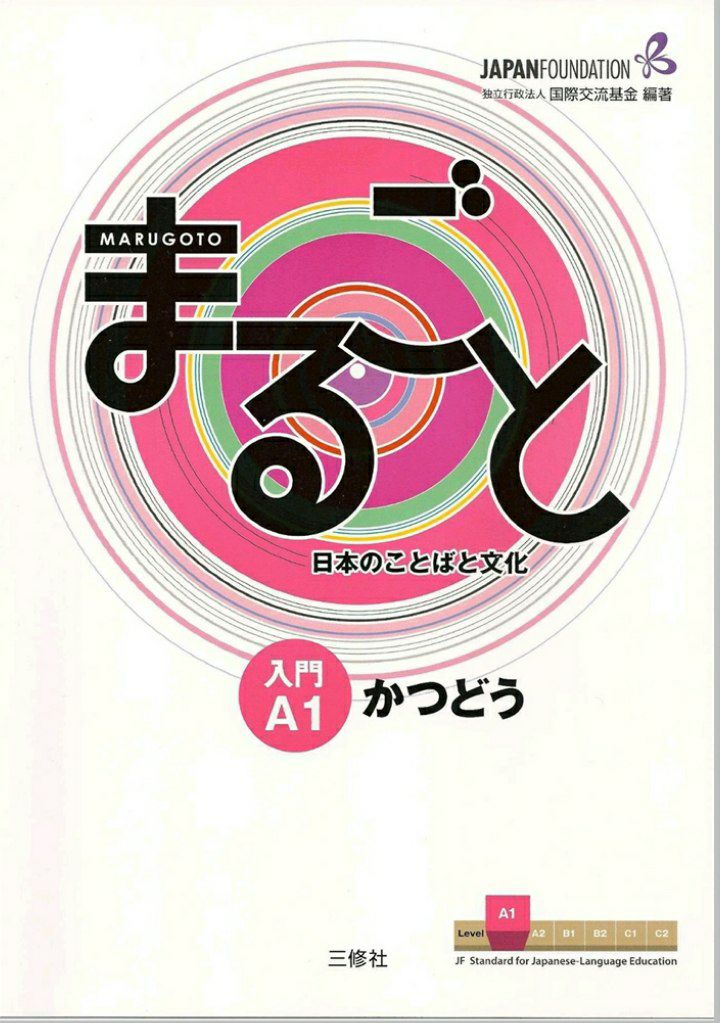 JAPANFOUNDATION
独立行政法人 国際交流基金 編著
まるごと
MARUGOTO
日本のことばと文化
入門
A1
かつどう
A1
Level A2 B1 B2 C1 C2
JF Standard for Japanese-Language Education
三修社